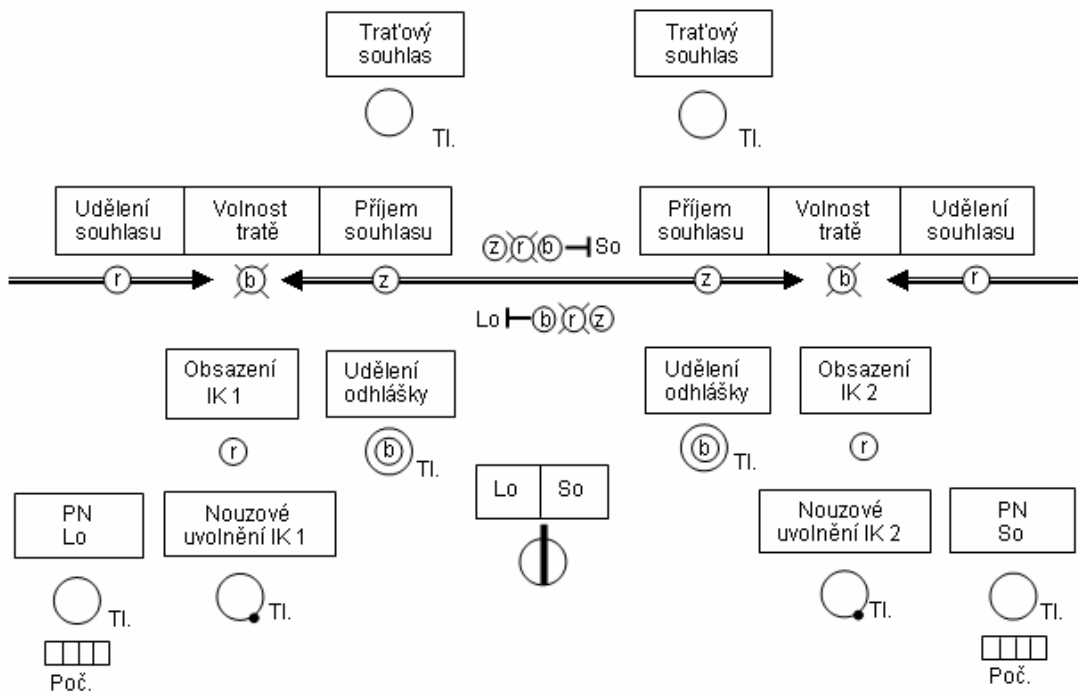 Traťový
souhlas
Traťový
souhlas
Tl.
Tl.
Udělení
souhlasu
Volnost
tratě
Příjem
souhlasu
Příjem
souhlasu
Volnost
tratě
Udělení
souhlasu
z r b So
r b z
z b r
Lo b r z
Obsazení
IK 1
Udělení
odhlášky
Udělení
odhlášky
Obsazení
IK 2
r
b Tl.
b Tl.
r
Lo So
PN
Lo
Nouzové
uvolnění IK 1
Nouzové
uvolnění IK 2
PN
So
Tl.
Tl.
Tl.
Tl.
Poč.
Poč.